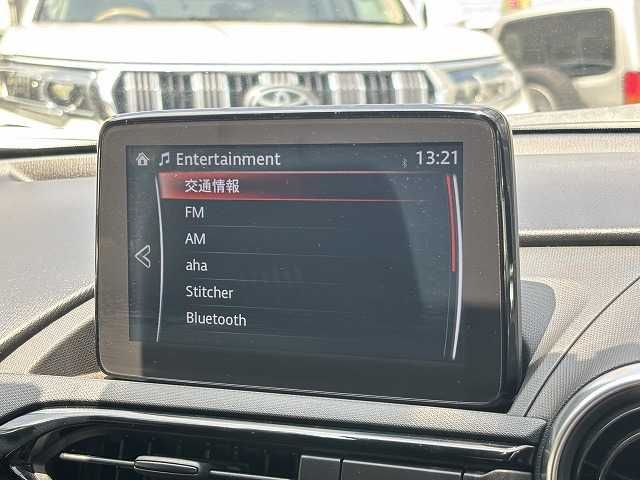 Entertainment 13:21
交通情報
FM
AM
aha
Stitcher
Bluetooth